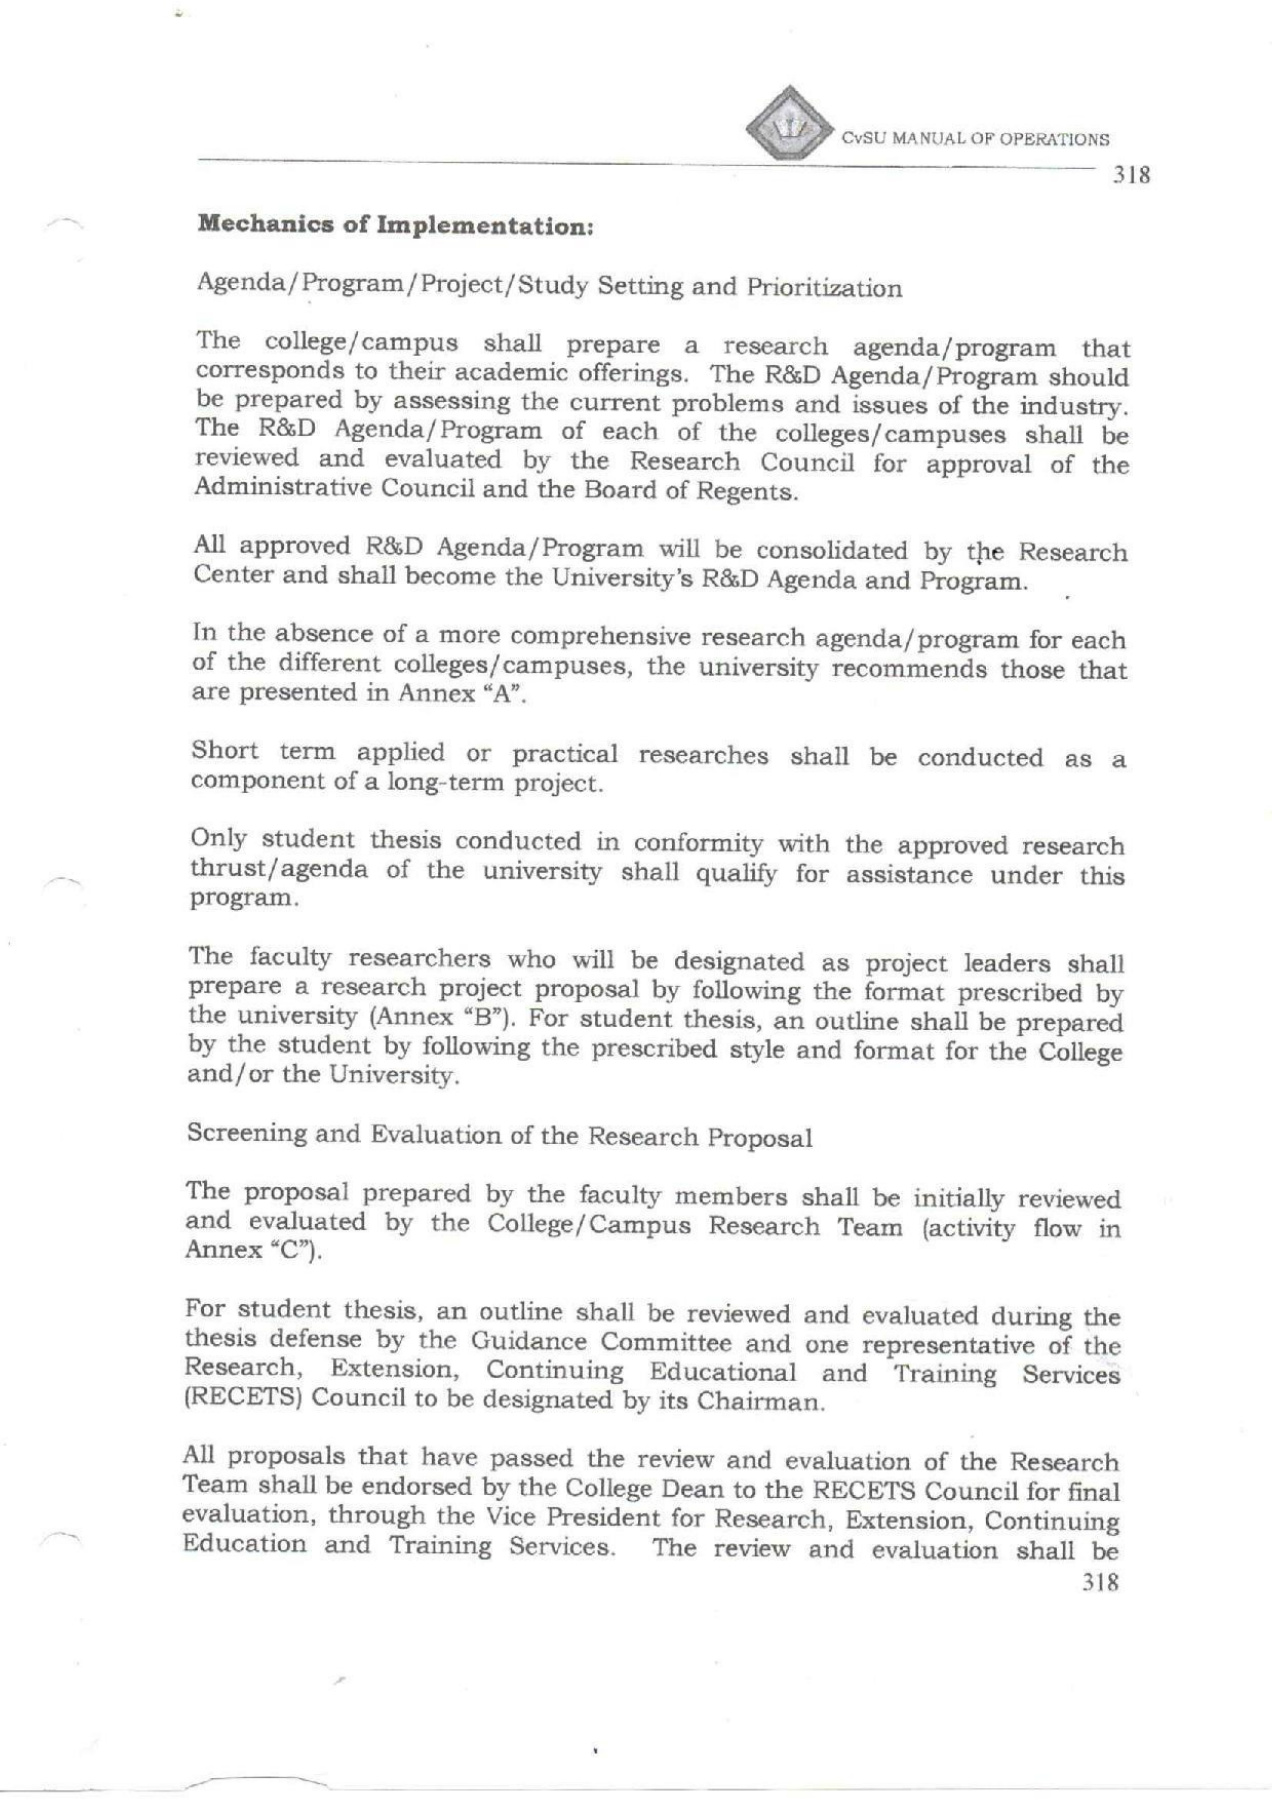 CvSU MANUAL OF OPERATIONS
318
Mechanics of Implementation:
Agenda/Program/Project/Study Setting and Prioritization
The college/campus shall prepare a research agenda/program that
corresponds to their academic offerings. The R&D Agenda/Program should
be prepared by assessing the current problems and issues of the industry.
The R&D Agenda/Program of each of the colleges/campuses shall be
reviewed and evaluated by the Research Council for approval of the
Administrative Council and the Board of Regents.
All approved R&D Agenda/Program will be consolidated by the Research
Center and shall become the University's R&D Agenda and Program.
In the absence of a more comprehensive research agenda/program for each
of the different colleges/campuses, the university recommends those that
are presented in Annex “A”.
Short term applied or practical researches shall be conducted as a
component of a long-term project.
Only student thesis conducted in conformity with the approved research
thrust/agenda of the university shall qualify for assistance under this
program.
The faculty researchers who will be designated as project leaders shall
prepare a research project proposal by following the format prescribed by
the university (Annex “B”). For student thesis, an outline shall be prepared
by the student by following the prescribed style and format for the College
and/or the University.
Screening and Evaluation of the Research Proposal
The proposal prepared by the faculty members shall be initially reviewed
and evaluated by the College/Campus Research Team (activity flow in
Annex “C”).
For student thesis, an outline shall be reviewed and evaluated during the
thesis defense by the Guidance Committee and one representative of the
Research, Extension, Continuing Educational and Training Services
(RECETS) Council to be designated by its Chairman.
All proposals that have passed the review and evaluation of the Research
Team shall be endorsed by the College Dean to the RECETS Council for final
evaluation, through the Vice President for Research, Extension, Continuing
Education and Training Services. The review and evaluation shall be
318